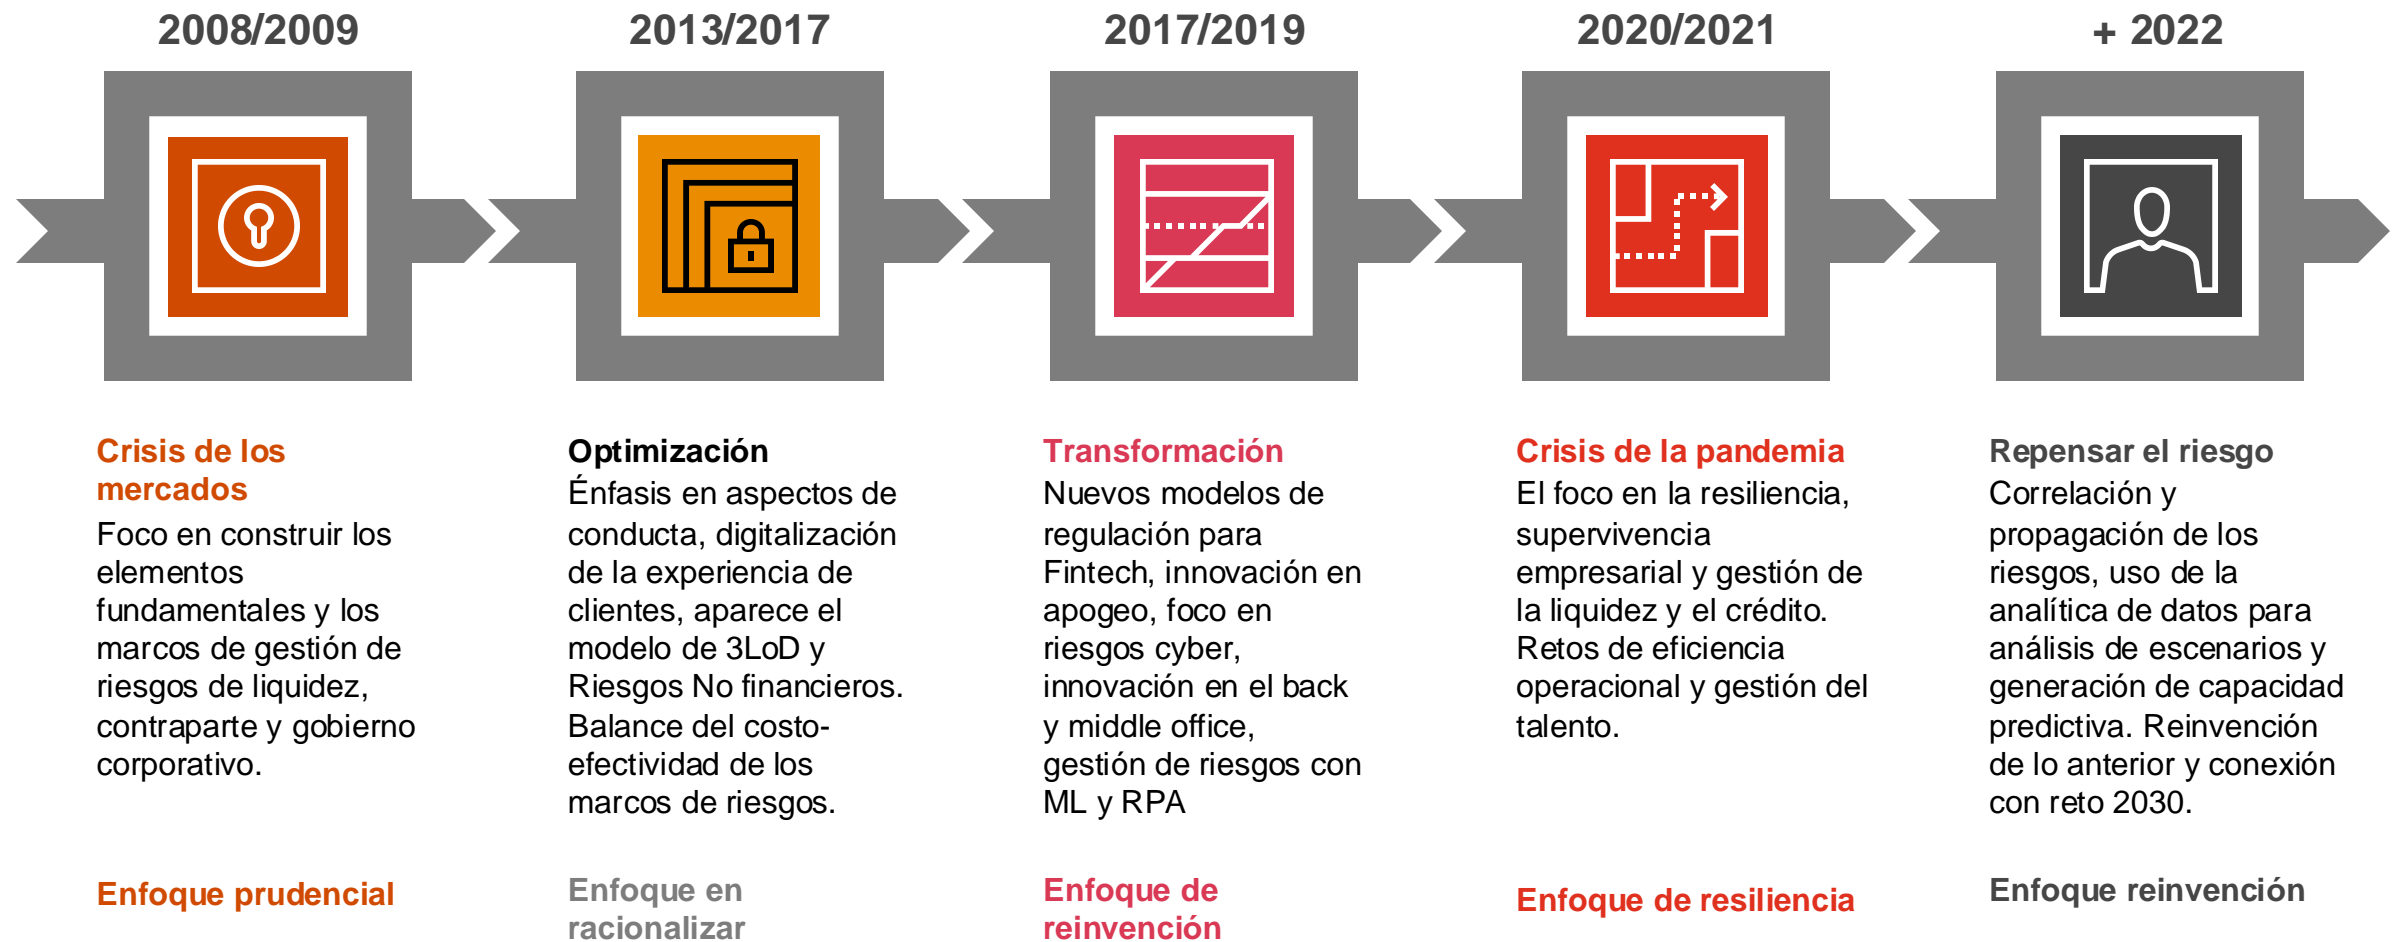 2008/2009
2013/2017
2017/2019
2020/2021
+ 2022
Crisis de los
mercados
Foco en construir los
elementos
fundamentales y los
marcos de gestión de
riesgos de liquidez,
contraparte y gobierno
corporativo.
Enfoque prudencial
Optimización
Énfasis en aspectos de
conducta, digitalización
de la experiencia de
clientes, aparece el
modelo de 3LoD y
Riesgos No financieros.
Balance del costo-
efectividad de los
marcos de riesgos.
Enfoque en
racionalizar
Transformación
Nuevos modelos de
regulación para
Fintech, innovación en
apogeo, foco en
riesgos cyber,
innovación en el back
y middle office,
gestión de riesgos con
ML y RPA
Enfoque de
reinvención
Crisis de la pandemia
El foco en la resiliencia,
supervivencia
empresarial y gestión de
la liquidez y el crédito.
Retos de eficiencia
operacional y gestión del
talento.
Enfoque de resiliencia
Repensar el riesgo
Correlación y
propagación de los
riesgos, uso de la
analítica de datos para
análisis de escenarios y
generación de capacidad
predictiva. Reinvención
de lo anterior y conexión
con reto 2030.
Enfoque reinvención